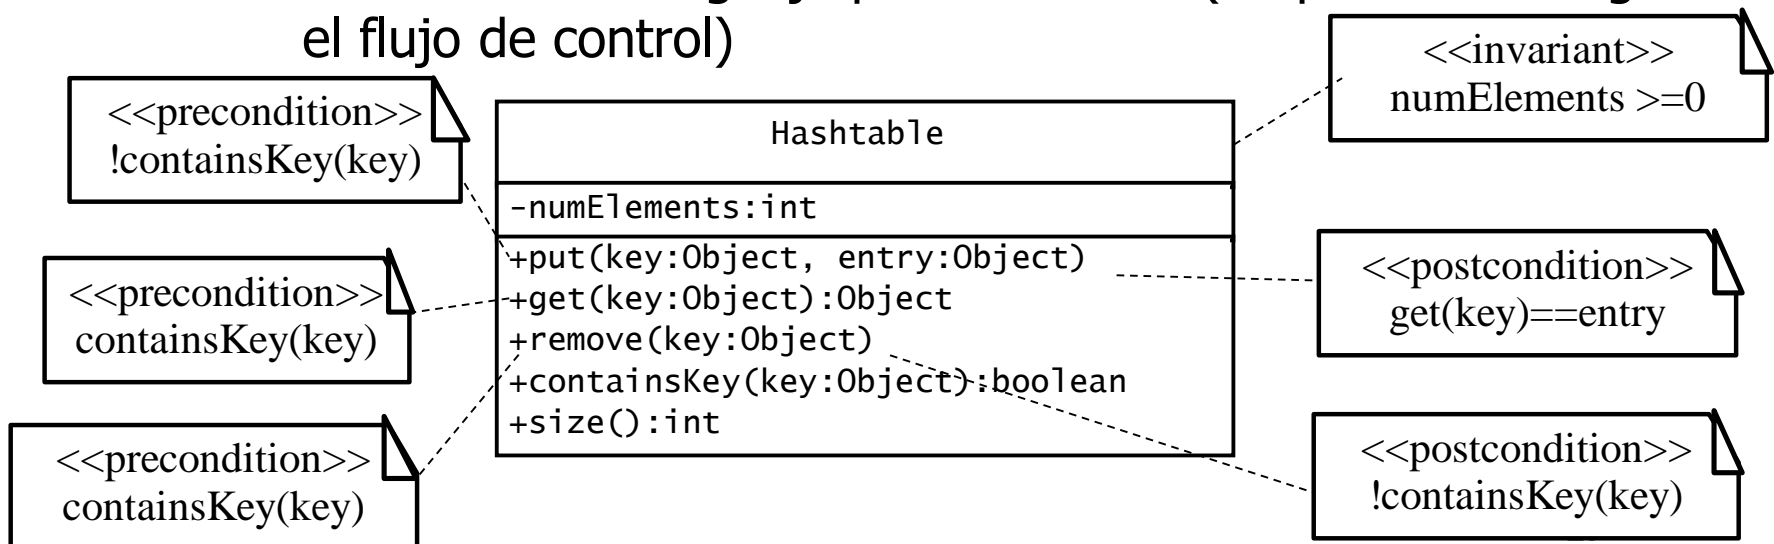 el flujo de control)
<<invariant>>
numElements >=0
<<precondition>>
!containsKey(key)
Hashtable
-numElements:int
+put(key:Object, entry:Object)
+get(key:Object):Object
+remove(key:Object)
+containsKey(key:Object):boolean
+size():int
<<precondition>>
containsKey(key)
<<postcondition>>
get(key)==entry
<<precondition>>
containsKey(key)
<<postcondition>>
!containsKey(key)